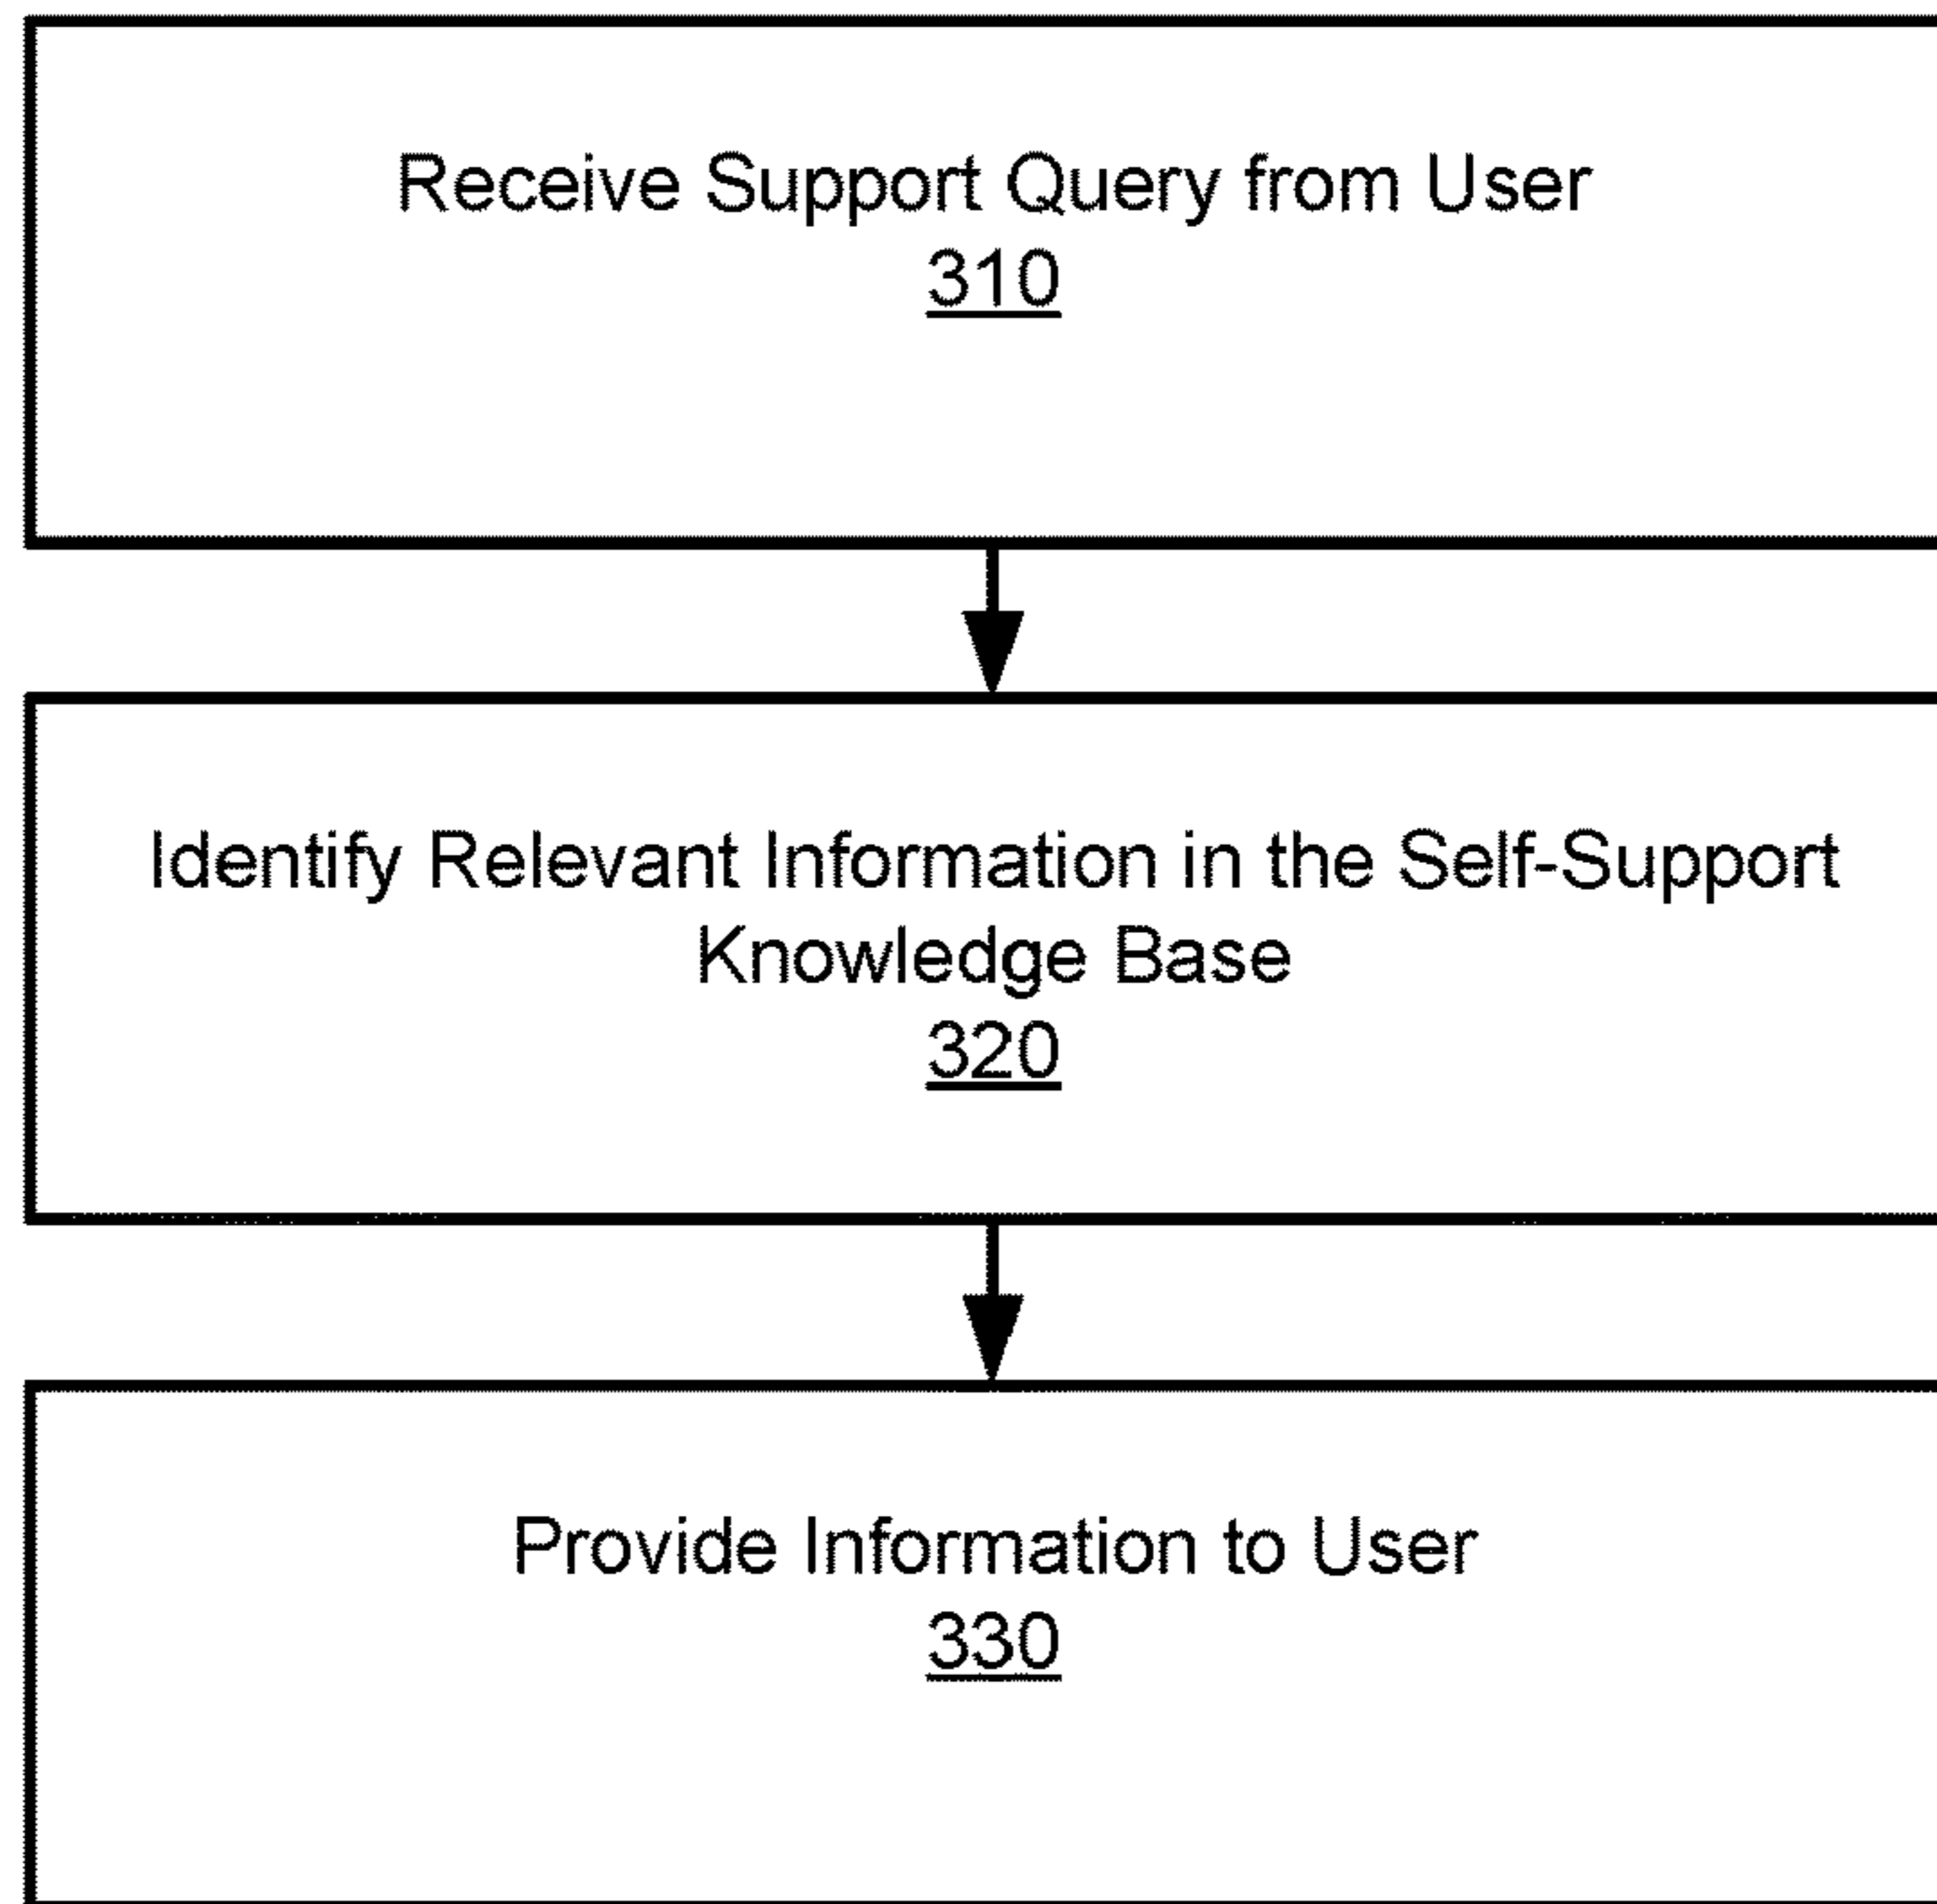 Receive Support Query from User
310
Identify Relevant Information in the Self-Support
Knowledge Base
320
Provide Information to User
330